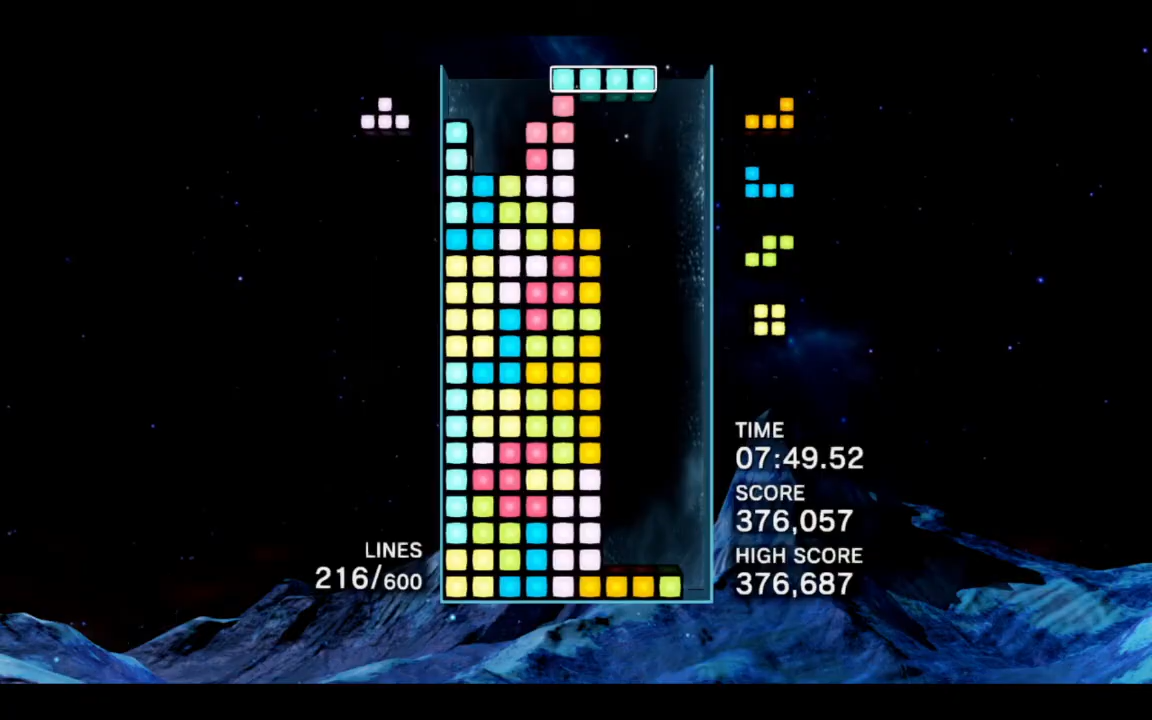 TIME
07:49.52
SCORE
376,057
HIGH SCORE
376,687
LINES
216/600